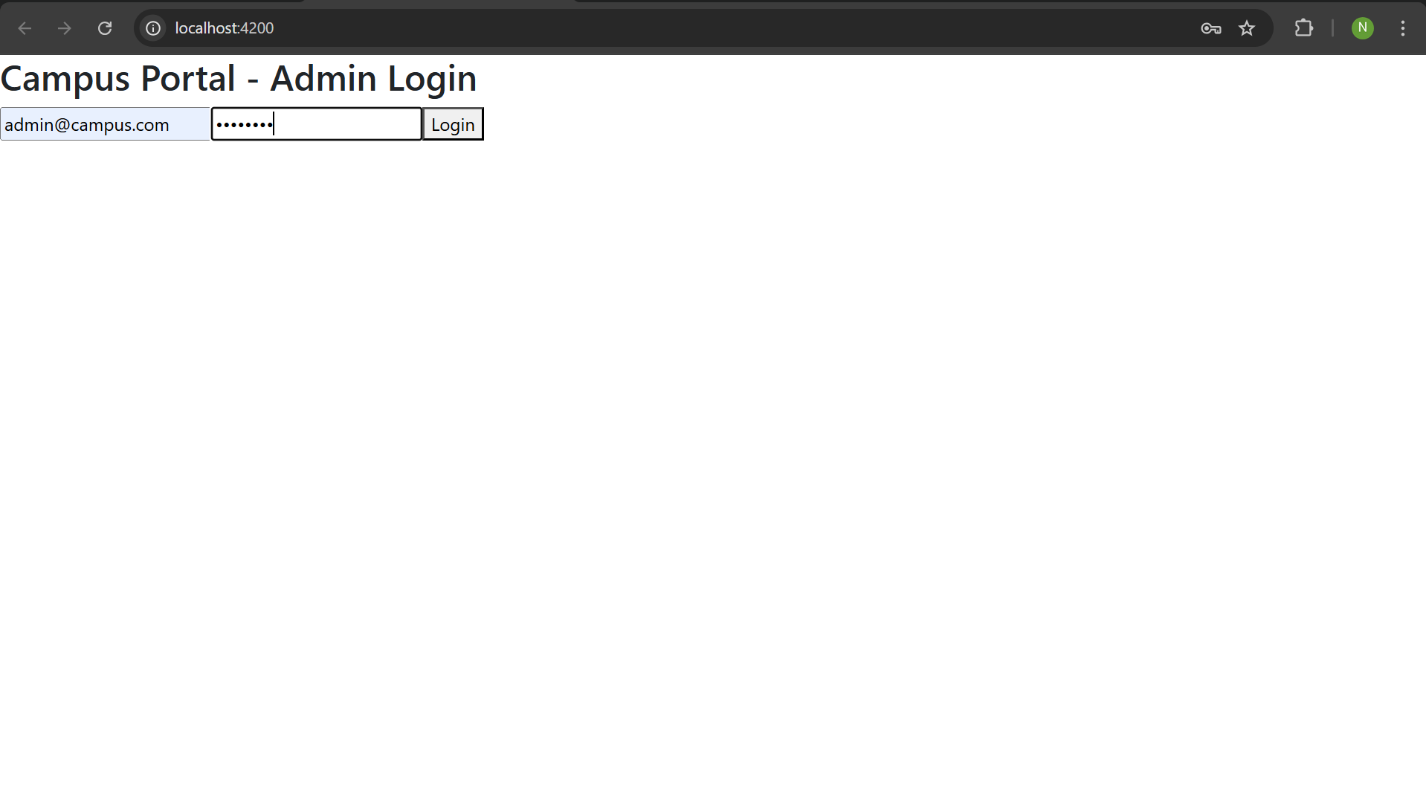 localhost:4200
N
Campus Portal - Admin Login
admin@campus.com •••••••• Login